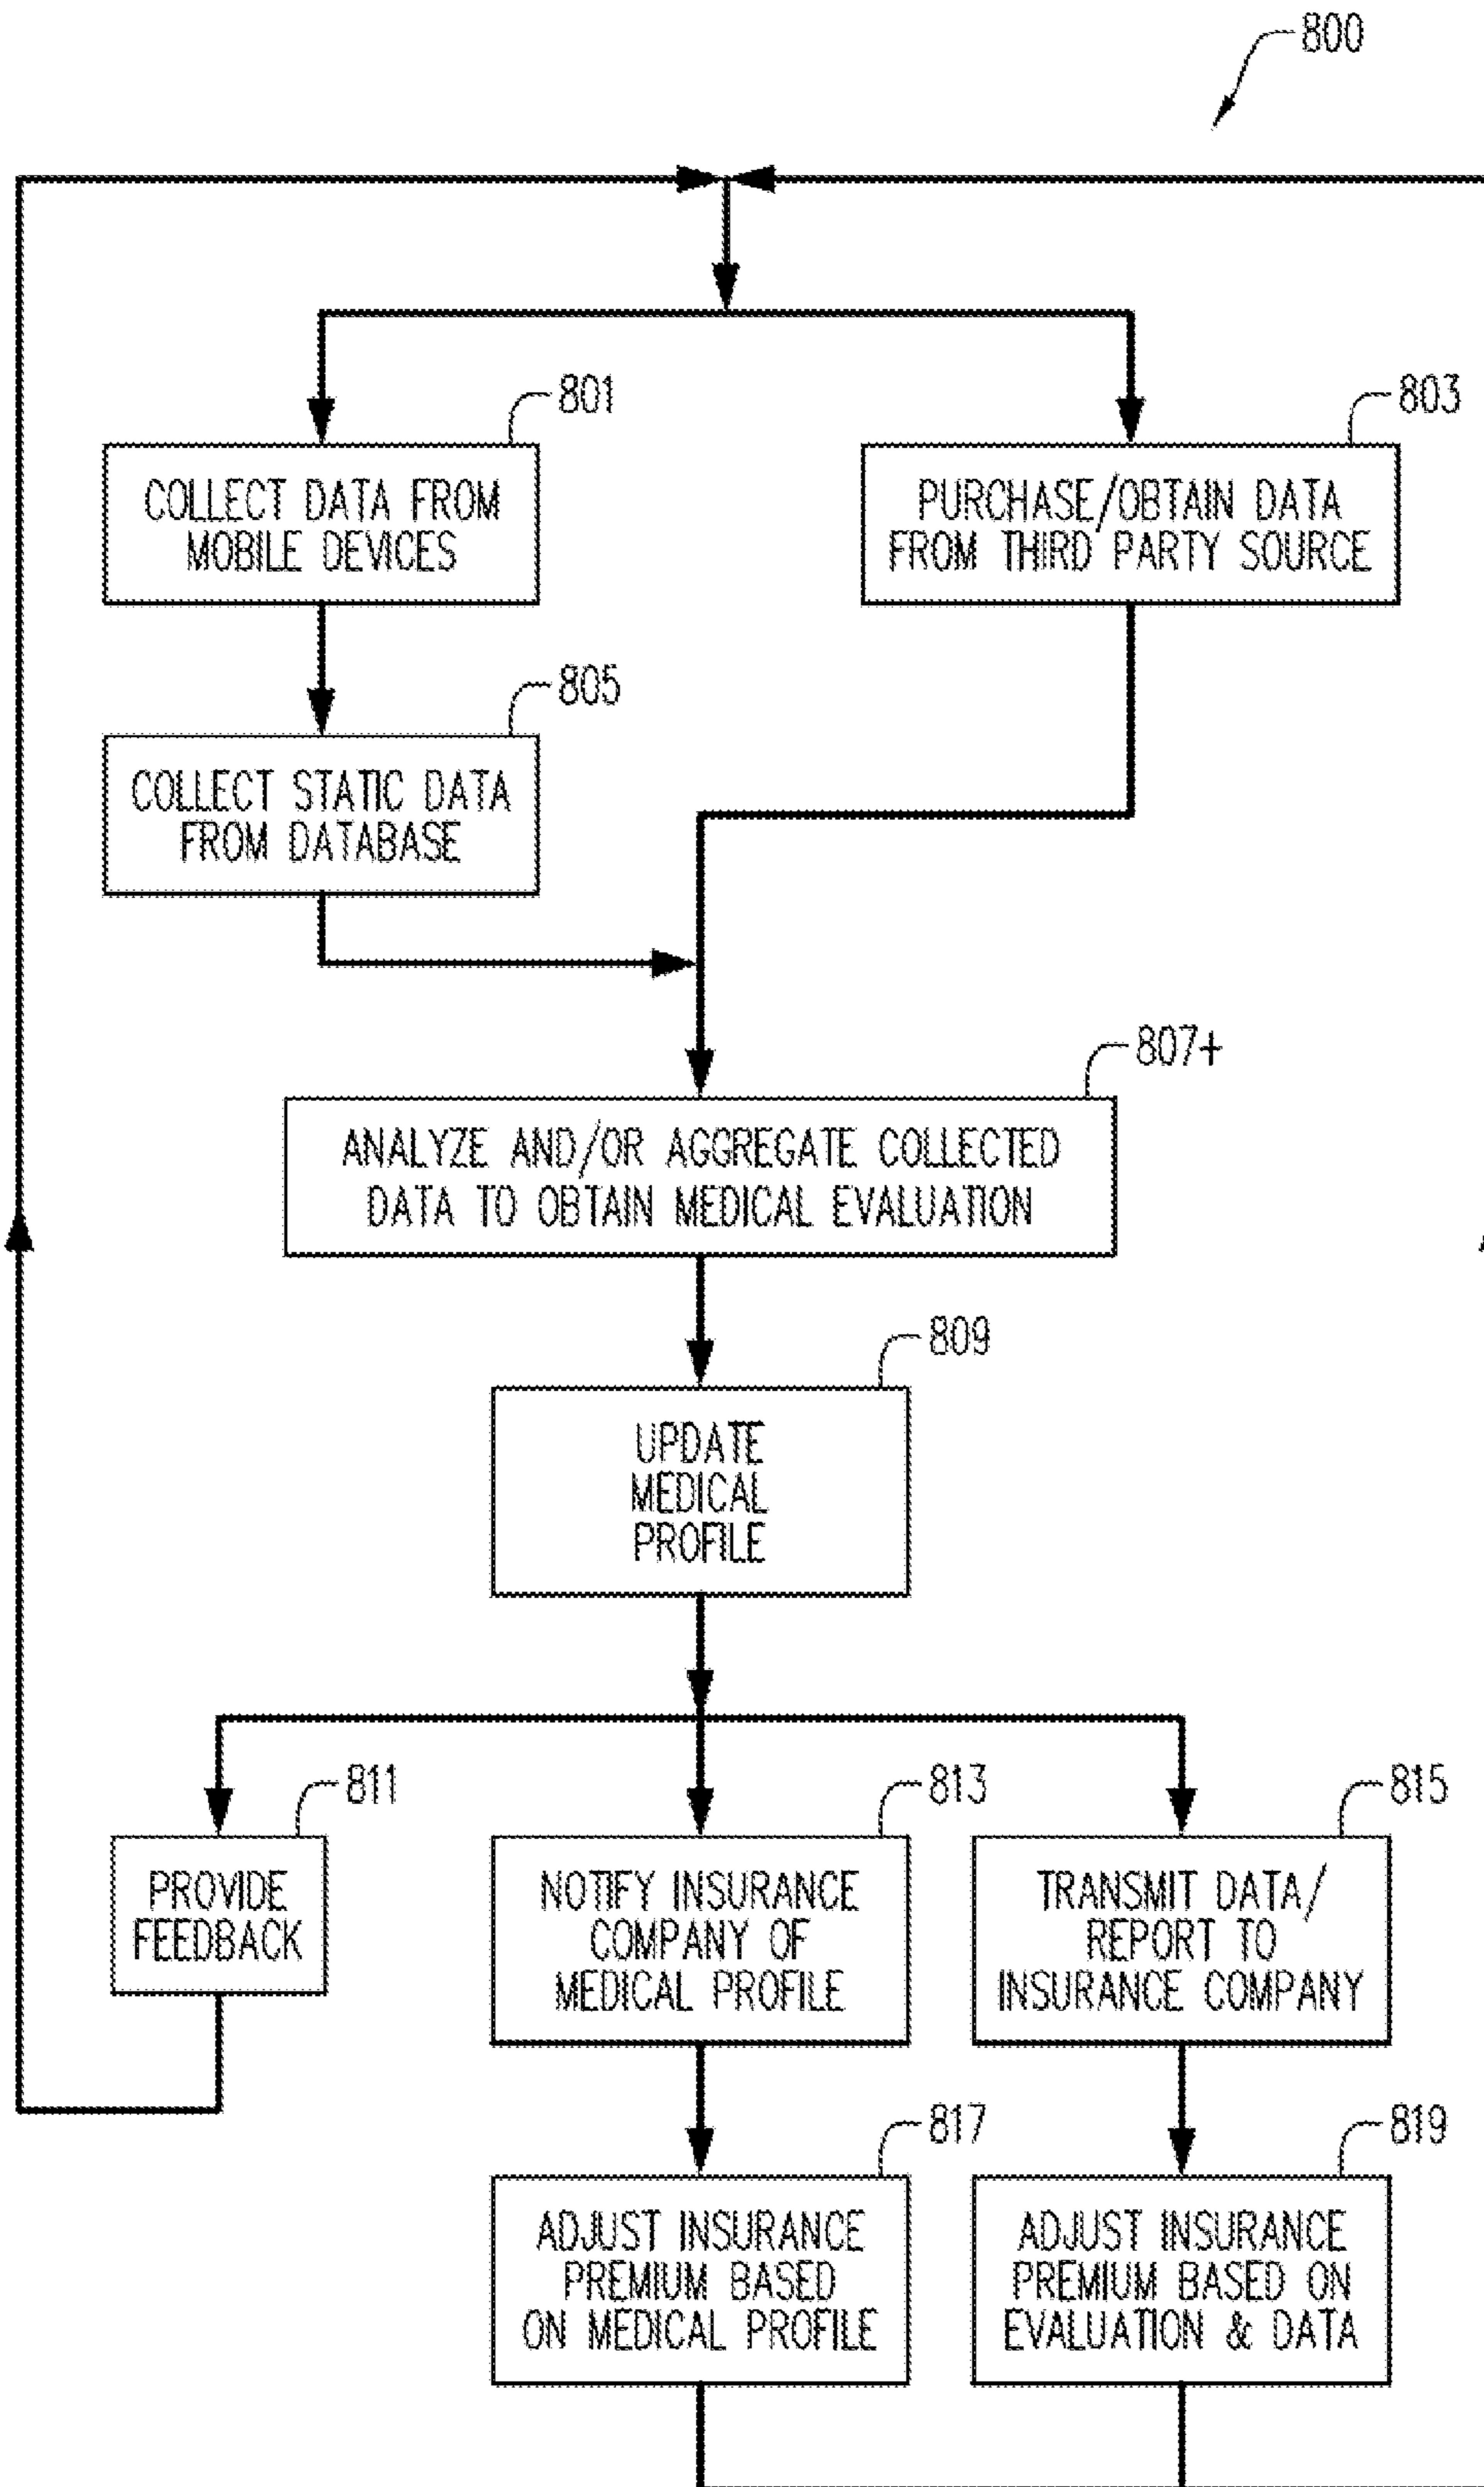 800
801
COLLECT DATA FROM
MOBILE DEVICES
803
PURCHASE/OBTAIN DATA
FROM THIRD PARTY SOURCE
805
COLLECT STATIC DATA
FROM DATABASE
807+
ANALYZE AND/OR AGGREGATE COLLECTED
DATA TO OBTAIN MEDICAL EVALUATION
809
UPDATE
MEDICAL
PROFILE
811
PROVIDE
FEEDBACK
813
NOTIFY INSURANCE
COMPANY OF
MEDICAL PROFILE
815
TRANSMIT DATA/
REPORT TO
INSURANCE COMPANY
817
ADJUST INSURANCE
PREMIUM BASED
ON MEDICAL PROFILE
819
ADJUST INSURANCE
PREMIUM BASED ON
EVALUATION & DATA